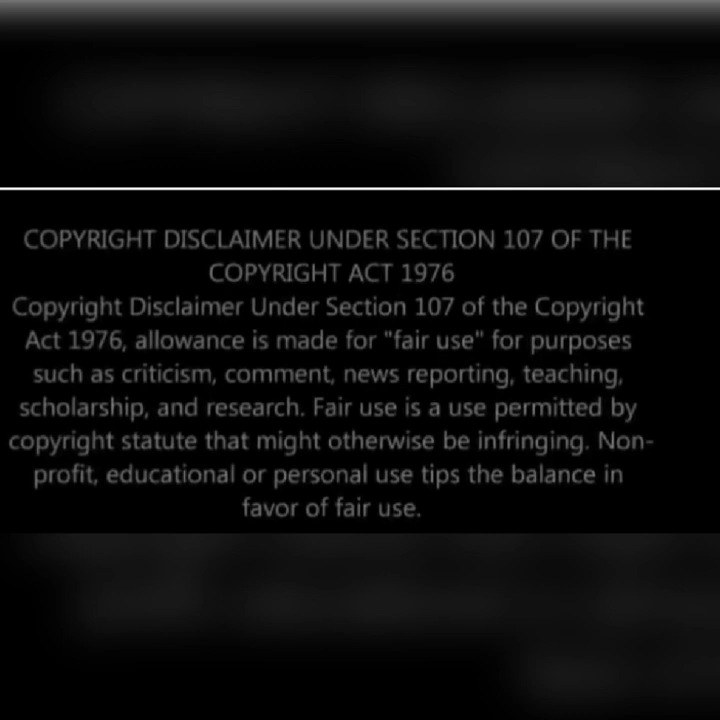 COPYRIGHT DISCLAIMER UNDER SECTION 107 OF THE
COPYRIGHT ACT 1976
Copyright Disclaimer Under Section 107 of the Copyright
Act 1976, allowance is made for "fair use" for purposes
such as criticism, comment, news reporting, teaching,
scholarship, and research. Fair use is a use permitted by
copyright statute that might otherwise be infringing. Non-
profit, educational or personal use tips the balance in
favor of fair use.